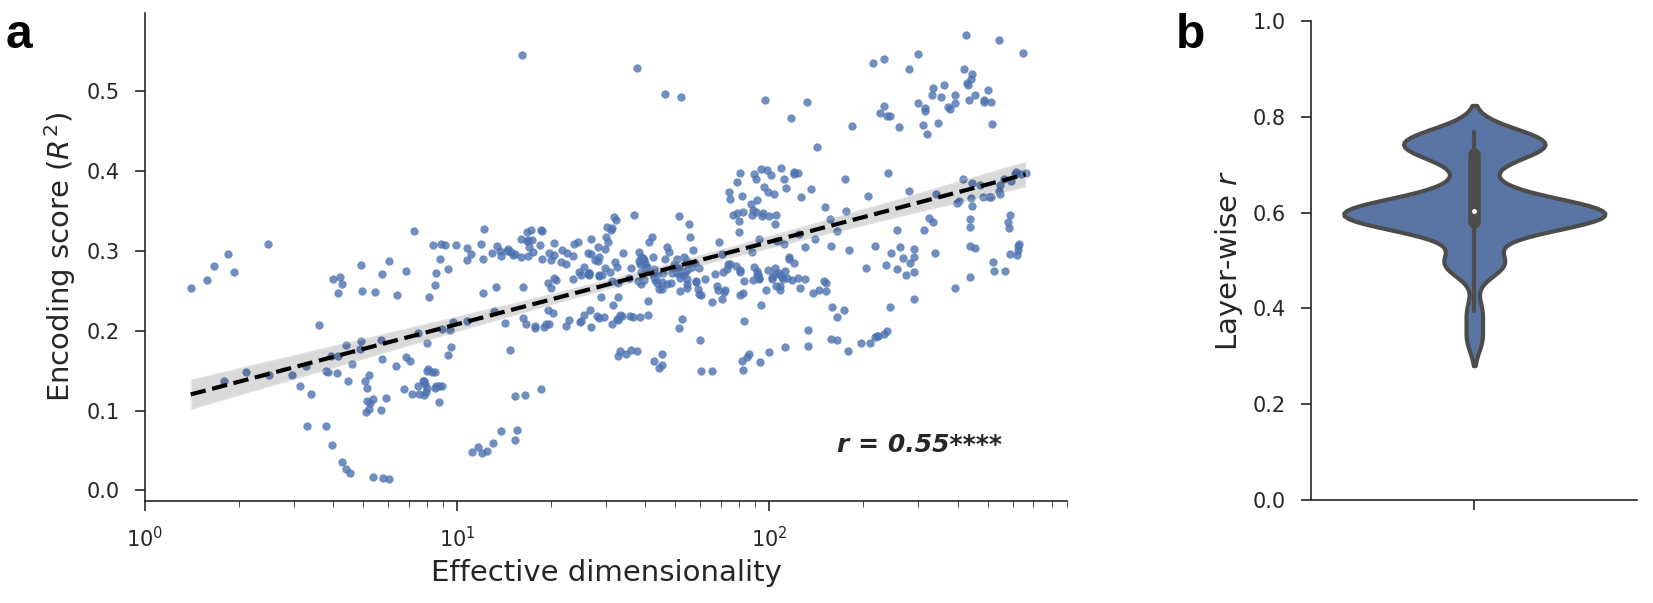 a
0.5
0.4
0.3
0.2
0.1
0.0
Encoding score (R²)
r = 0.55****
10⁰ 10¹ 10²
Effective dimensionality
b
1.0
0.8
0.6
0.4
0.2
0.0
Layer-wise r